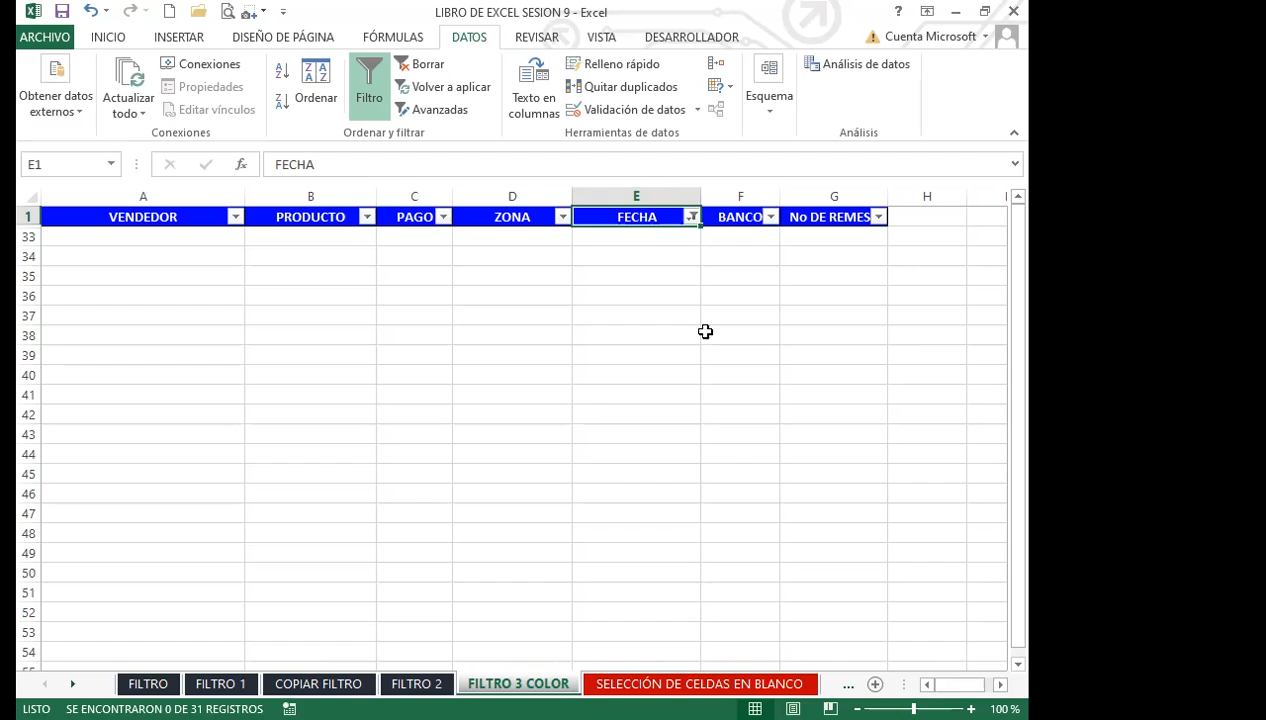 LIBRO DE EXCEL SESION 9 - Excel
?
ARCHIVO INICIO INSERTAR DISEÑO DE PÁGINA FÓRMULAS DATOS REVISAR VISTA DESARROLLADOR Cuenta Microsoft
Obtener datos externos
Actualizar todo
Conexiones
Propiedades
Editar vínculos
Conexiones
Ordenar
Filtro
Borrar
Volver a aplicar
Avanzadas
Ordenar y filtrar
Texto en columnas
Relleno rápido
Quitar duplicados
Validación de datos
Herramientas de datos
Esquema
Análisis de datos
Análisis
E1 fx FECHA
A B C D E F G H I
1 VENDEDOR PRODUCTO PAGO ZONA FECHA BANCO No DE REMES
33
34
35
36
37
38
39
40
41
42
43
44
45
46
47
48
49
50
51
52
53
54
55
FILTRO FILTRO 1 COPIAR FILTRO FILTRO 2 FILTRO 3 COLOR SELECCIÓN DE CELDAS EN BLANCO ...
LISTO SE ENCONTRARON 0 DE 31 REGISTROS 100 %